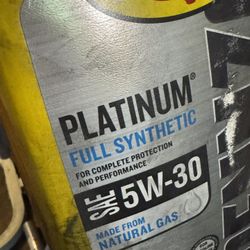 PLATINUM®
FULL SYNTHETIC
FOR COMPLETE PROTECTION
AND PERFORMANCE
SAE 5W-30
MADE FROM
NATURAL GAS